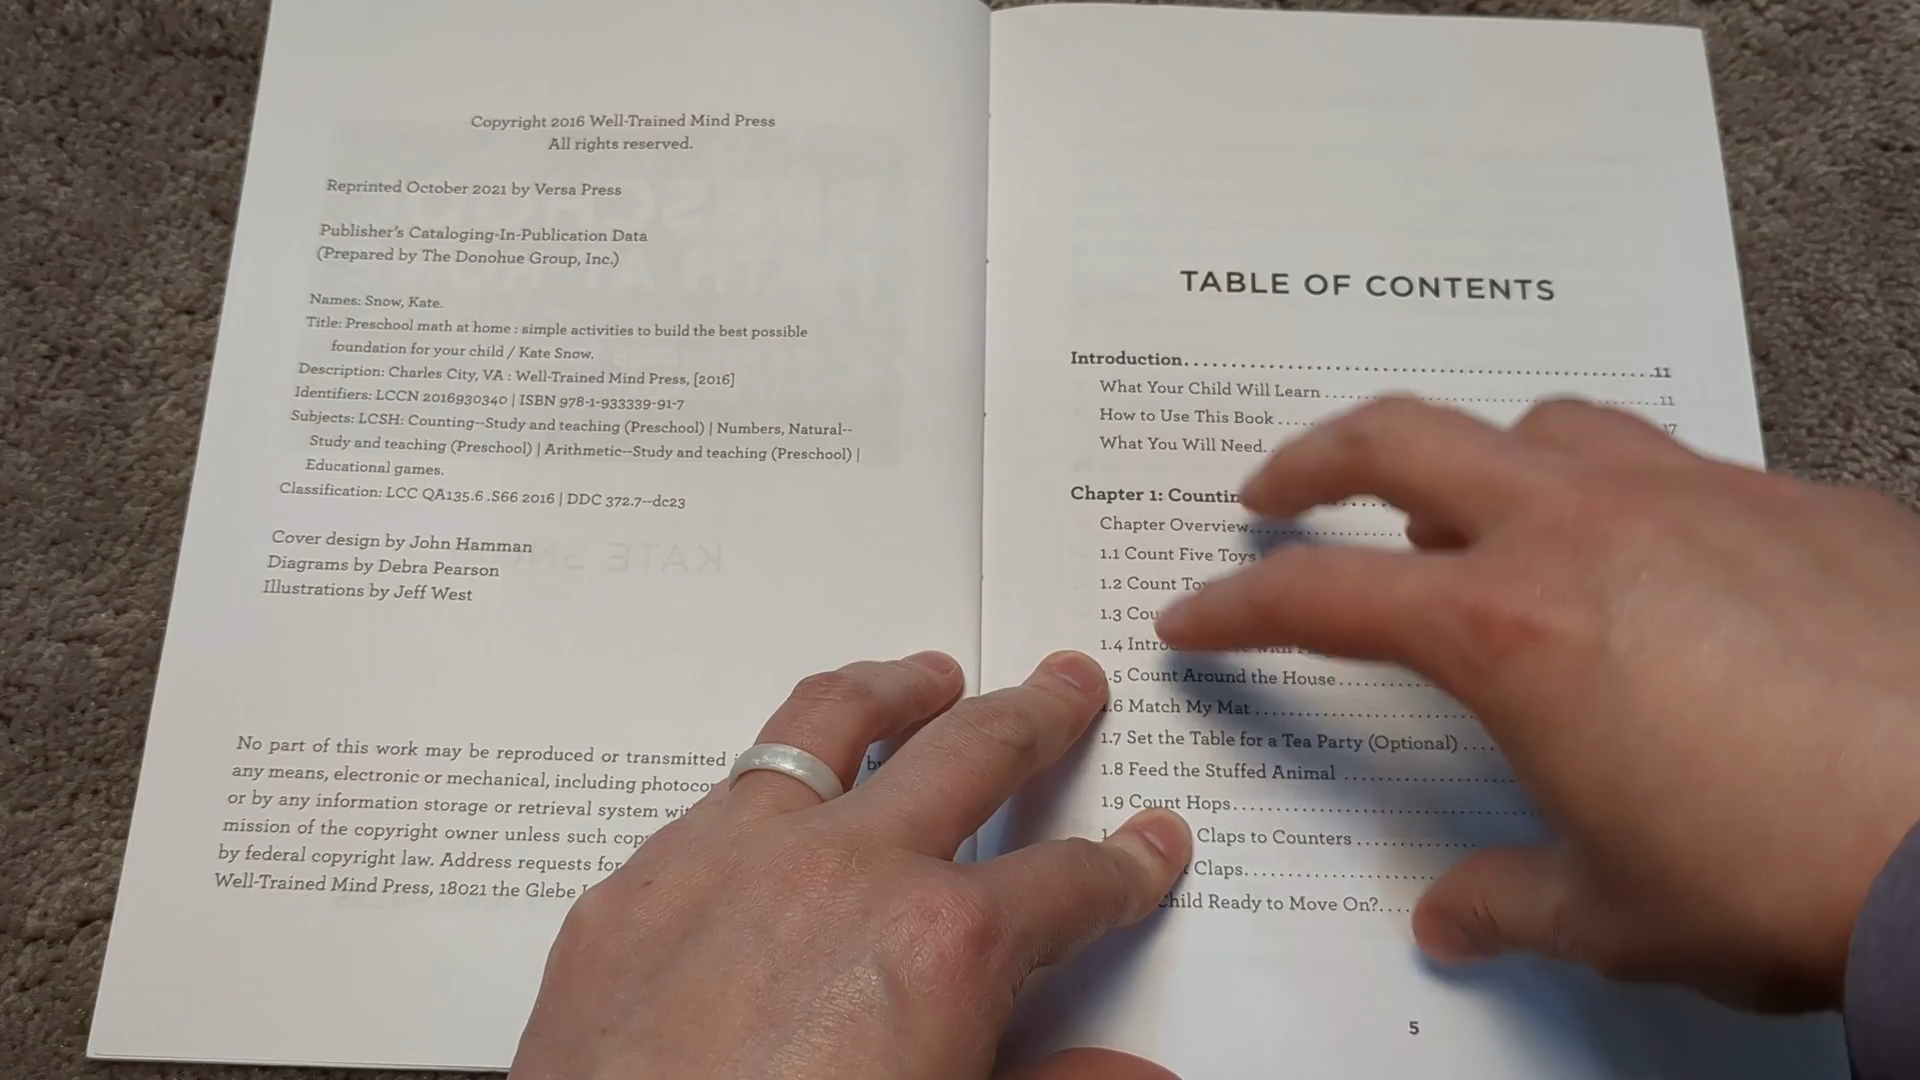 Copyright 2016 Well-Trained Mind Press
All rights reserved.
Reprinted October 2021 by Versa Press
Publisher's Cataloging-In-Publication Data
(Prepared by The Donohue Group, Inc.)
Names: Snow, Kate.
Title: Preschool math at home : simple activities to build the best possible
foundation for your child / Kate Snow.
Description: Charles City, VA : Well-Trained Mind Press, [2016]
Identifiers: LCCN 2016930340 | ISBN 978-1-933339-91-7
Subjects: LCSH: Counting--Study and teaching (Preschool) | Numbers, Natural--
Study and teaching (Preschool) | Arithmetic--Study and teaching (Preschool) |
Educational games.
Classification: LCC QA135.6 .S66 2016 | DDC 372.7--dc23
Cover design by John Hamman
Diagrams by Debra Pearson
Illustrations by Jeff West
No part of this work may be reproduced or transmitted
any means, electronic or mechanical, including
or by any information storage or retrieval system
mission of the copyright owner unless such
by federal copyright law. Address requests for
Well-Trained Mind Press, 18021 the Glebe
TABLE OF CONTENTS
Introduction.................................................11
What Your Child Will Learn.................................11
How to Use This Book..... 17
What You Will Need.
Chapter 1:
Chapter Overview..................
1.1 Count Five Toys
1.2 Count
1.3
1.4
.5 Count Around the House..........
.6 Match My Mat......................
1.7 Set the Table for a Tea Party (Optional)....
1.8 Feed the Stuffed Animal................
1.9 Count Hops.............................
Claps to Counters.............
Claps.......................
Child Ready to Move On?....
5